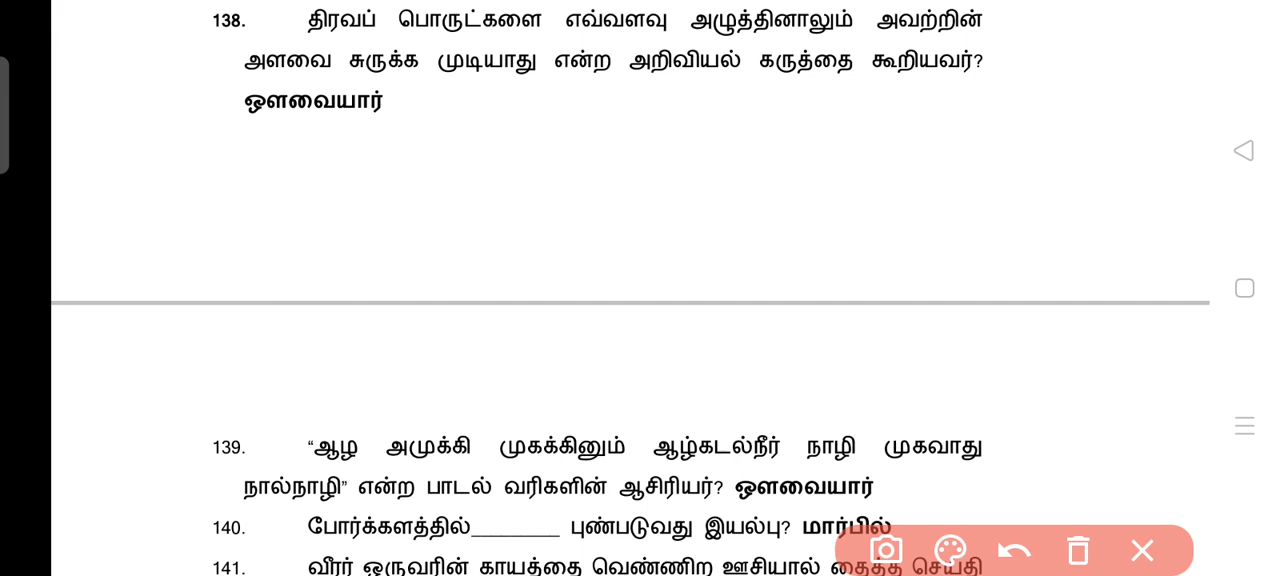 138. திரவப் பொருட்களை எவ்வளவு அழுத்தினாலும் அவற்றின்
அளவை சுருக்க முடியாது என்ற அறிவியல் கருத்தை கூறியவர்?
ஔவையார்
139. “ஆழ அமுக்கி முகக்கினும் ஆழ்கடல்நீர் நாழி முகவாது
நால்நாழி” என்ற பாடல் வரிகளின் ஆசிரியர்? ஔவையார்
140. போர்க்களத்தில்_________ புண்படுவது இயல்பு? மார்பில்
141. வீரர் ஒருவரின் காயத்தை வெண்ணிற ஊசியால் தைத்த செய்தி